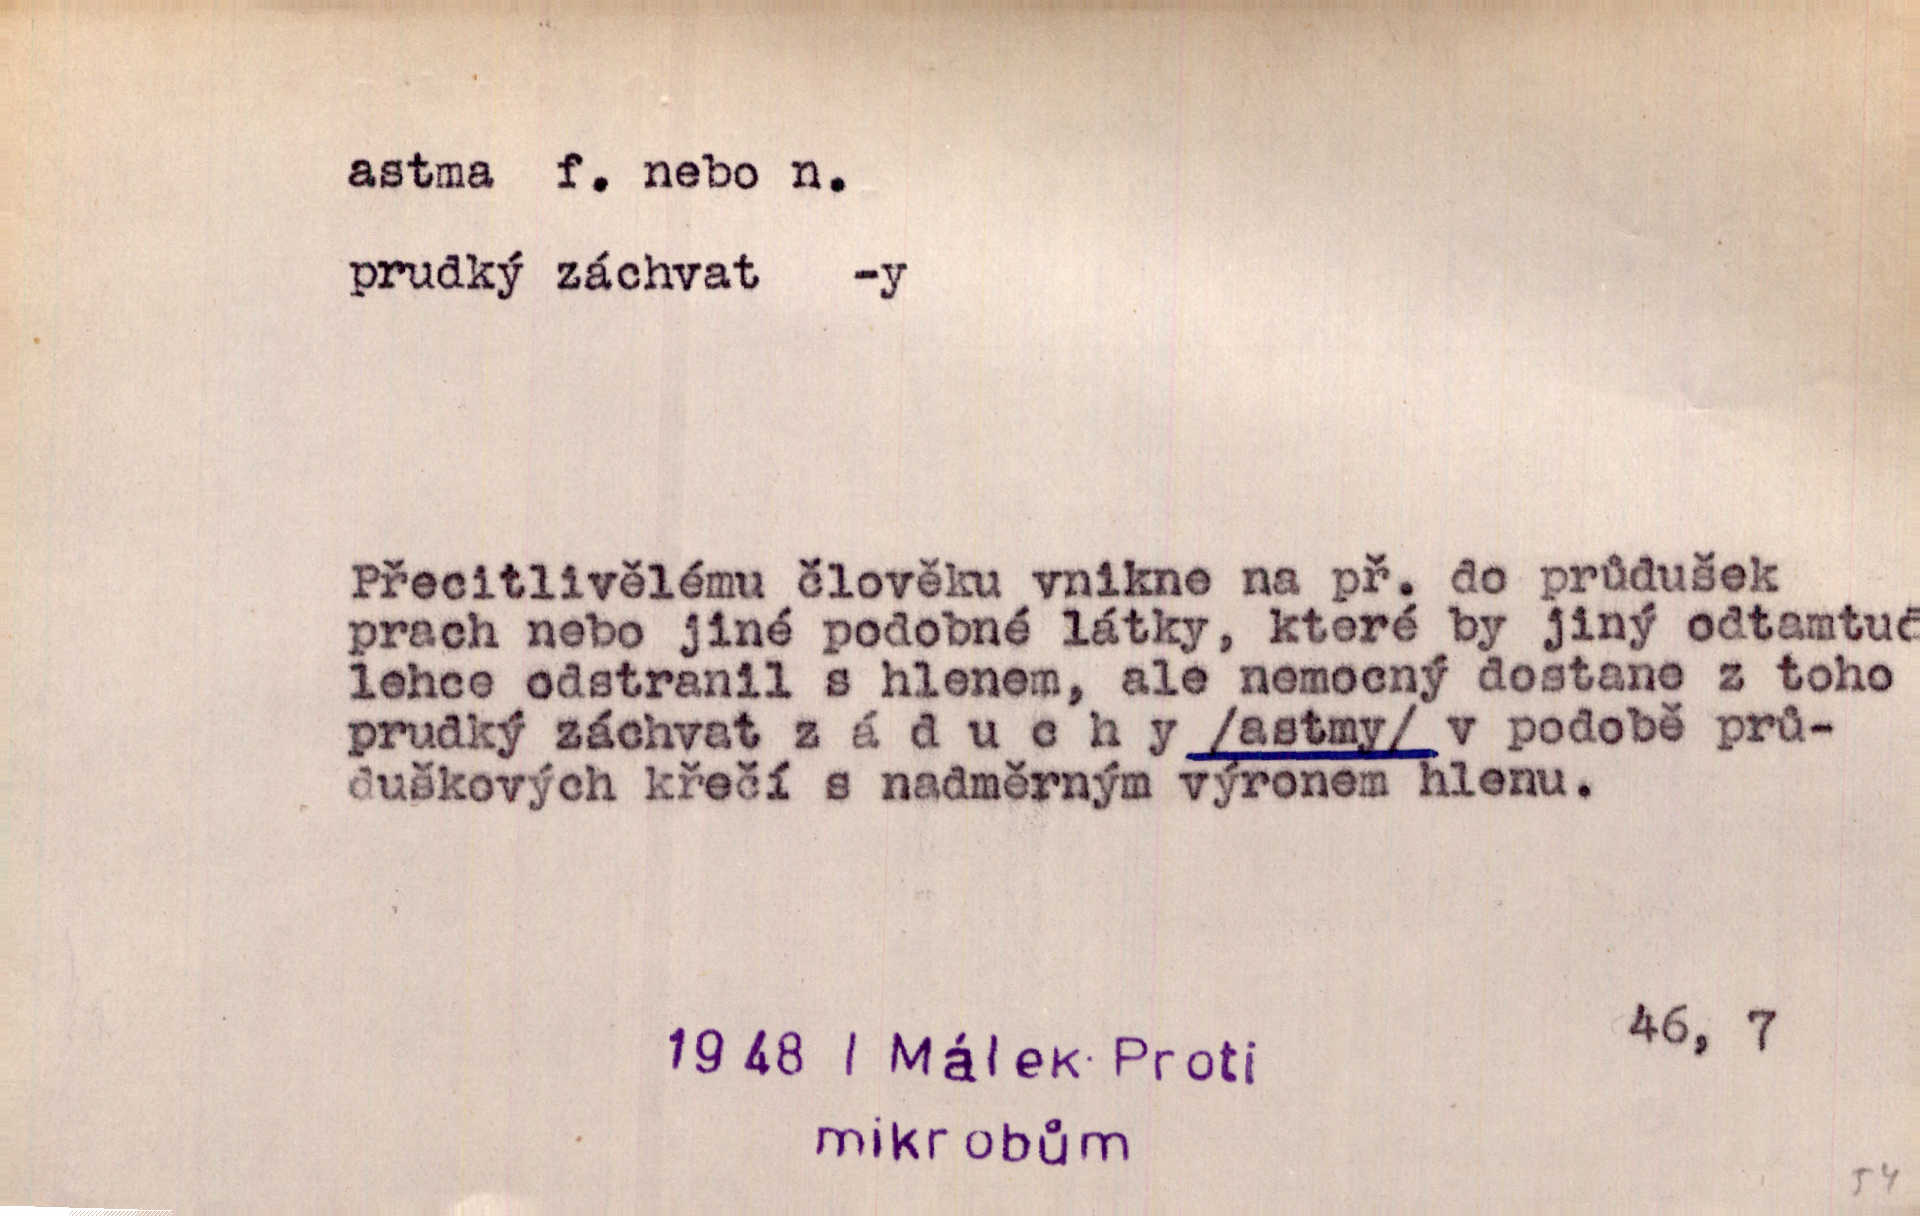 astma f. nebo n.
prudký záchvat -y
Přecitlivělému člověku vnikne na př. do průdušek
prach nebo jiné podobné látky, které by jiný odtamtud
lehce odstranil s hlenem, ale nemocný dostane z toho
prudký záchvat z á d u c h y /astmy/ v podobě prů-
duškových křečí s nadměrným výronem hlenu.
46, 7
1948 / Málek· Proti
mikrobům
54